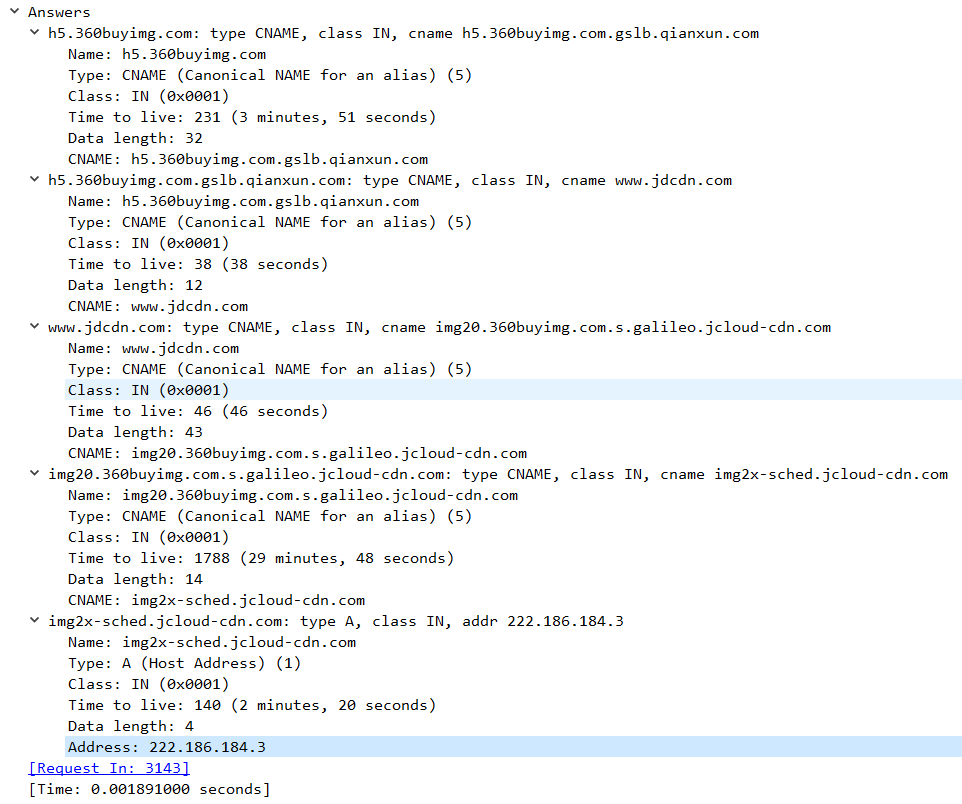 Answers
h5.360buyimg.com: type CNAME, class IN, cname h5.360buyimg.com.gslb.qianxun.com
Name: h5.360buyimg.com
Type: CNAME (Canonical NAME for an alias) (5)
Class: IN (0x0001)
Time to live: 231 (3 minutes, 51 seconds)
Data length: 32
CNAME: h5.360buyimg.com.gslb.qianxun.com
h5.360buyimg.com.gslb.qianxun.com: type CNAME, class IN, cname www.jdcdn.com
Name: h5.360buyimg.com.gslb.qianxun.com
Type: CNAME (Canonical NAME for an alias) (5)
Class: IN (0x0001)
Time to live: 38 (38 seconds)
Data length: 12
CNAME: www.jdcdn.com
www.jdcdn.com: type CNAME, class IN, cname img20.360buyimg.com.s.galileo.jcloud-cdn.com
Name: www.jdcdn.com
Type: CNAME (Canonical NAME for an alias) (5)
Class: IN (0x0001)
Time to live: 46 (46 seconds)
Data length: 43
CNAME: img20.360buyimg.com.s.galileo.jcloud-cdn.com
img20.360buyimg.com.s.galileo.jcloud-cdn.com: type CNAME, class IN, cname img2x-sched.jcloud-cdn.com
Name: img20.360buyimg.com.s.galileo.jcloud-cdn.com
Type: CNAME (Canonical NAME for an alias) (5)
Class: IN (0x0001)
Time to live: 1788 (29 minutes, 48 seconds)
Data length: 14
CNAME: img2x-sched.jcloud-cdn.com
img2x-sched.jcloud-cdn.com: type A, class IN, addr 222.186.184.3
Name: img2x-sched.jcloud-cdn.com
Type: A (Host Address) (1)
Class: IN (0x0001)
Time to live: 140 (2 minutes, 20 seconds)
Data length: 4
Address: 222.186.184.3
[Request In: 3143]
[Time: 0.001891000 seconds]